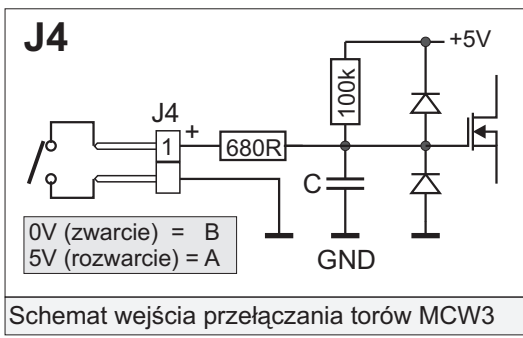 J4
+5V
100k
J4
1
+
680R
C
0V (zwarcie) = B
5V (rozwarcie) = A
GND
Schemat wejścia przełączania torów MCW3